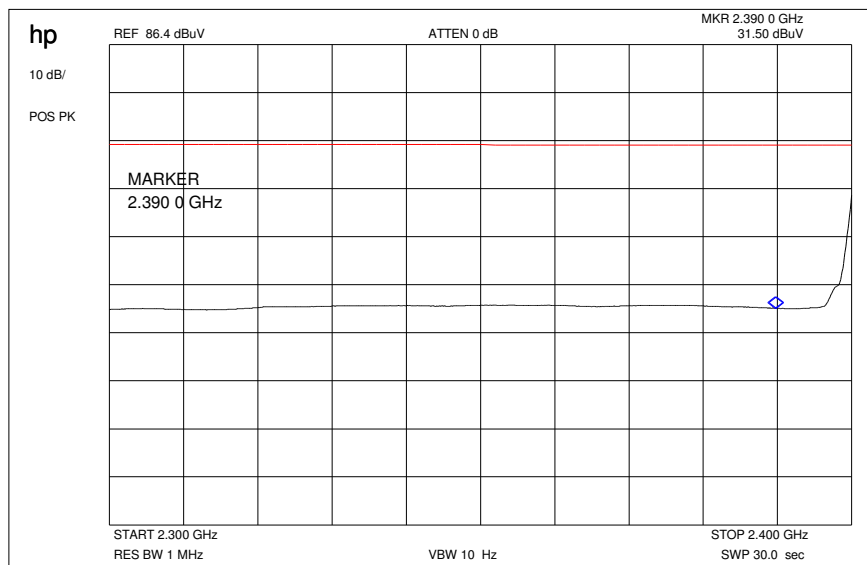 hp
REF 86.4 dBuV
ATTEN 0 dB
MKR 2.390 0 GHz
31.50 dBuV
10 dB/
POS PK
MARKER
2.390 0 GHz
START 2.300 GHz
STOP 2.400 GHz
RES BW 1 MHz
VBW 10 Hz
SWP 30.0 sec